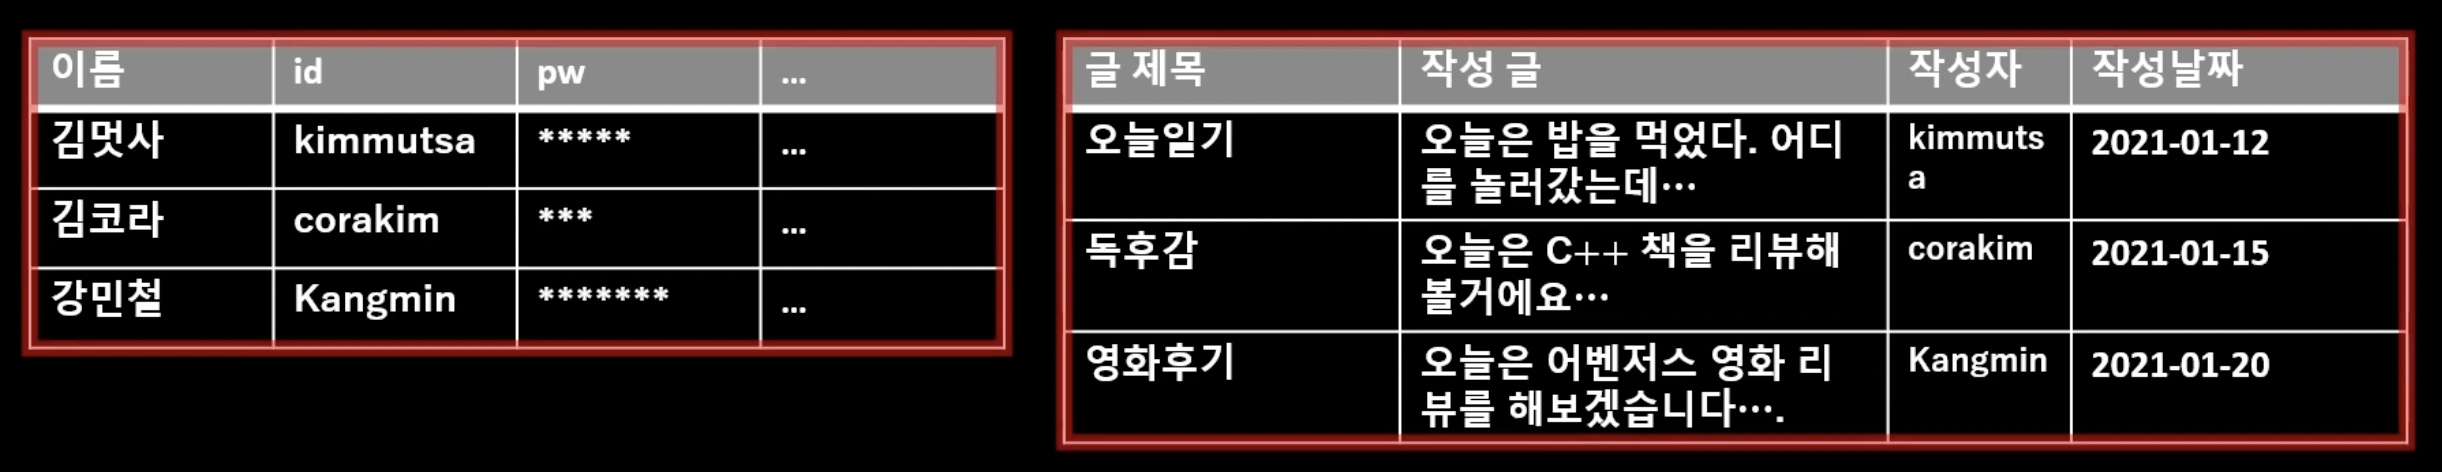 이름 id pw ...
김멋사 kimmutsa ***** ...
김코라 corakim *** ...
강민철 Kangmin ******* ...
글 제목 작성 글 작성자 작성날짜
오늘일기 오늘은 밥을 먹었다. 어디 kimmuts 2021-01-12
를 놀러갔는데⋯ a
독후감 오늘은 C++ 책을 리뷰해 corakim 2021-01-15
볼거에요⋯
영화후기 오늘은 어벤저스 영화 리 Kangmin 2021-01-20
뷰를 해보겠습니다⋯.